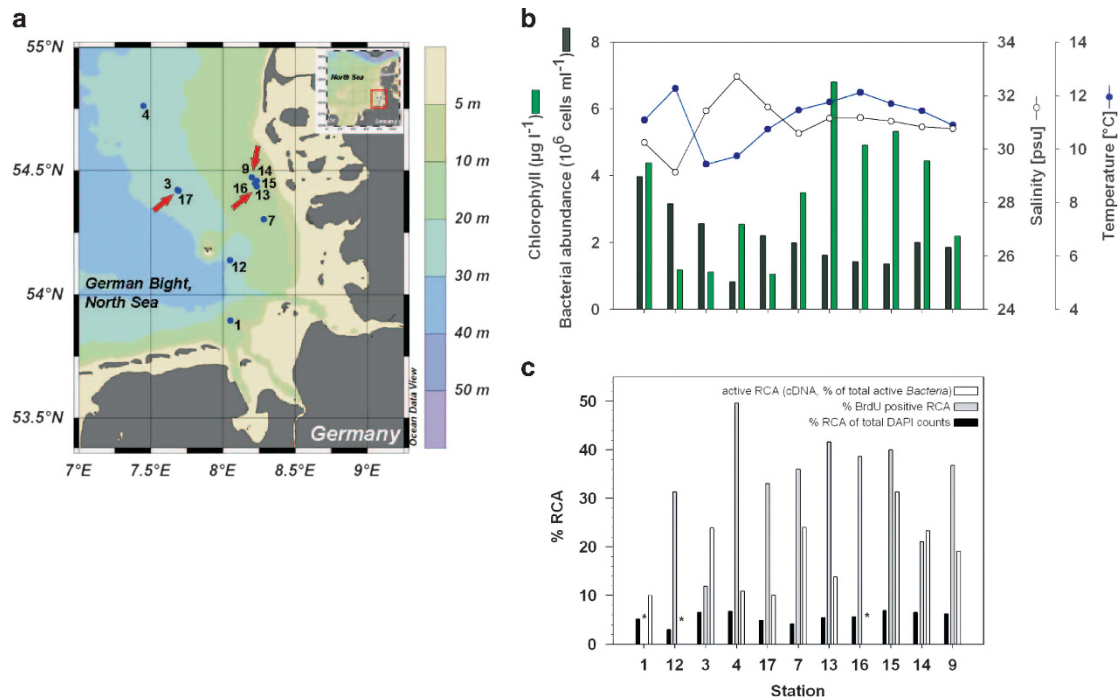 a
55°N
54.5°N
54°N
53.5°N
7°E
7.5°E
8°E
8.5°E
9°E
North Sea
Germany
4
3
17
9
14
15
16
13
7
12
1
German Bight,
North Sea
Germany
Ocean Data View
5 m
10 m
20 m
30 m
40 m
50 m
b
Chlorophyll (µg l⁻¹)
Bacterial abundance (10⁶ cells ml⁻¹)
8
6
4
2
0
34
32
30
28
26
24
Salinity [psu]
14
12
10
8
6
4
Temperature [°C]
c
active RCA (cDNA, % of total active Bacteria)
% BrdU positive RCA
% RCA of total DAPI counts
% RCA
50
40
30
20
10
0
* * *
1 12 3 4 17 7 13 16 15 14 9
Station